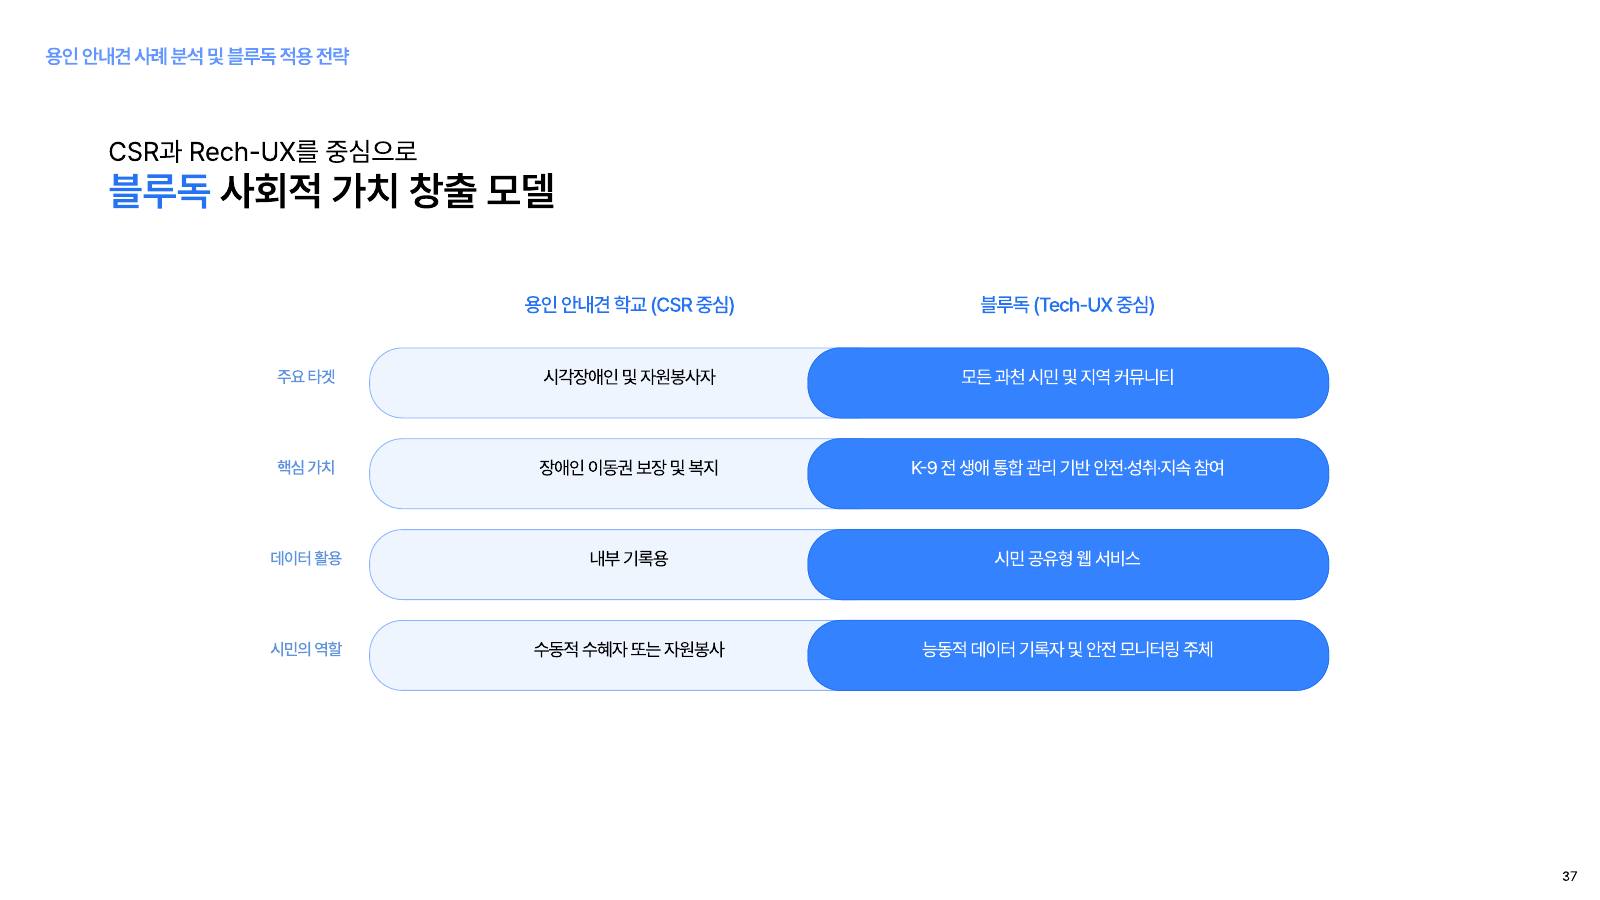 용인 안내견 사례 분석 및 블루독 적용 전략
CSR과 Rech-UX를 중심으로
블루독 사회적 가치 창출 모델
용인 안내견 학교 (CSR 중심)
블루독 (Tech-UX 중심)
주요 타겟
시각장애인 및 자원봉사자
모든 과천 시민 및 지역 커뮤니티
핵심 가치
장애인 이동권 보장 및 복지
K-9 전 생애 통합 관리 기반 안전·성취·지속 참여
데이터 활용
내부 기록용
시민 공유형 웹 서비스
시민의 역할
수동적 수혜자 또는 자원봉사
능동적 데이터 기록자 및 안전 모니터링 주체
37